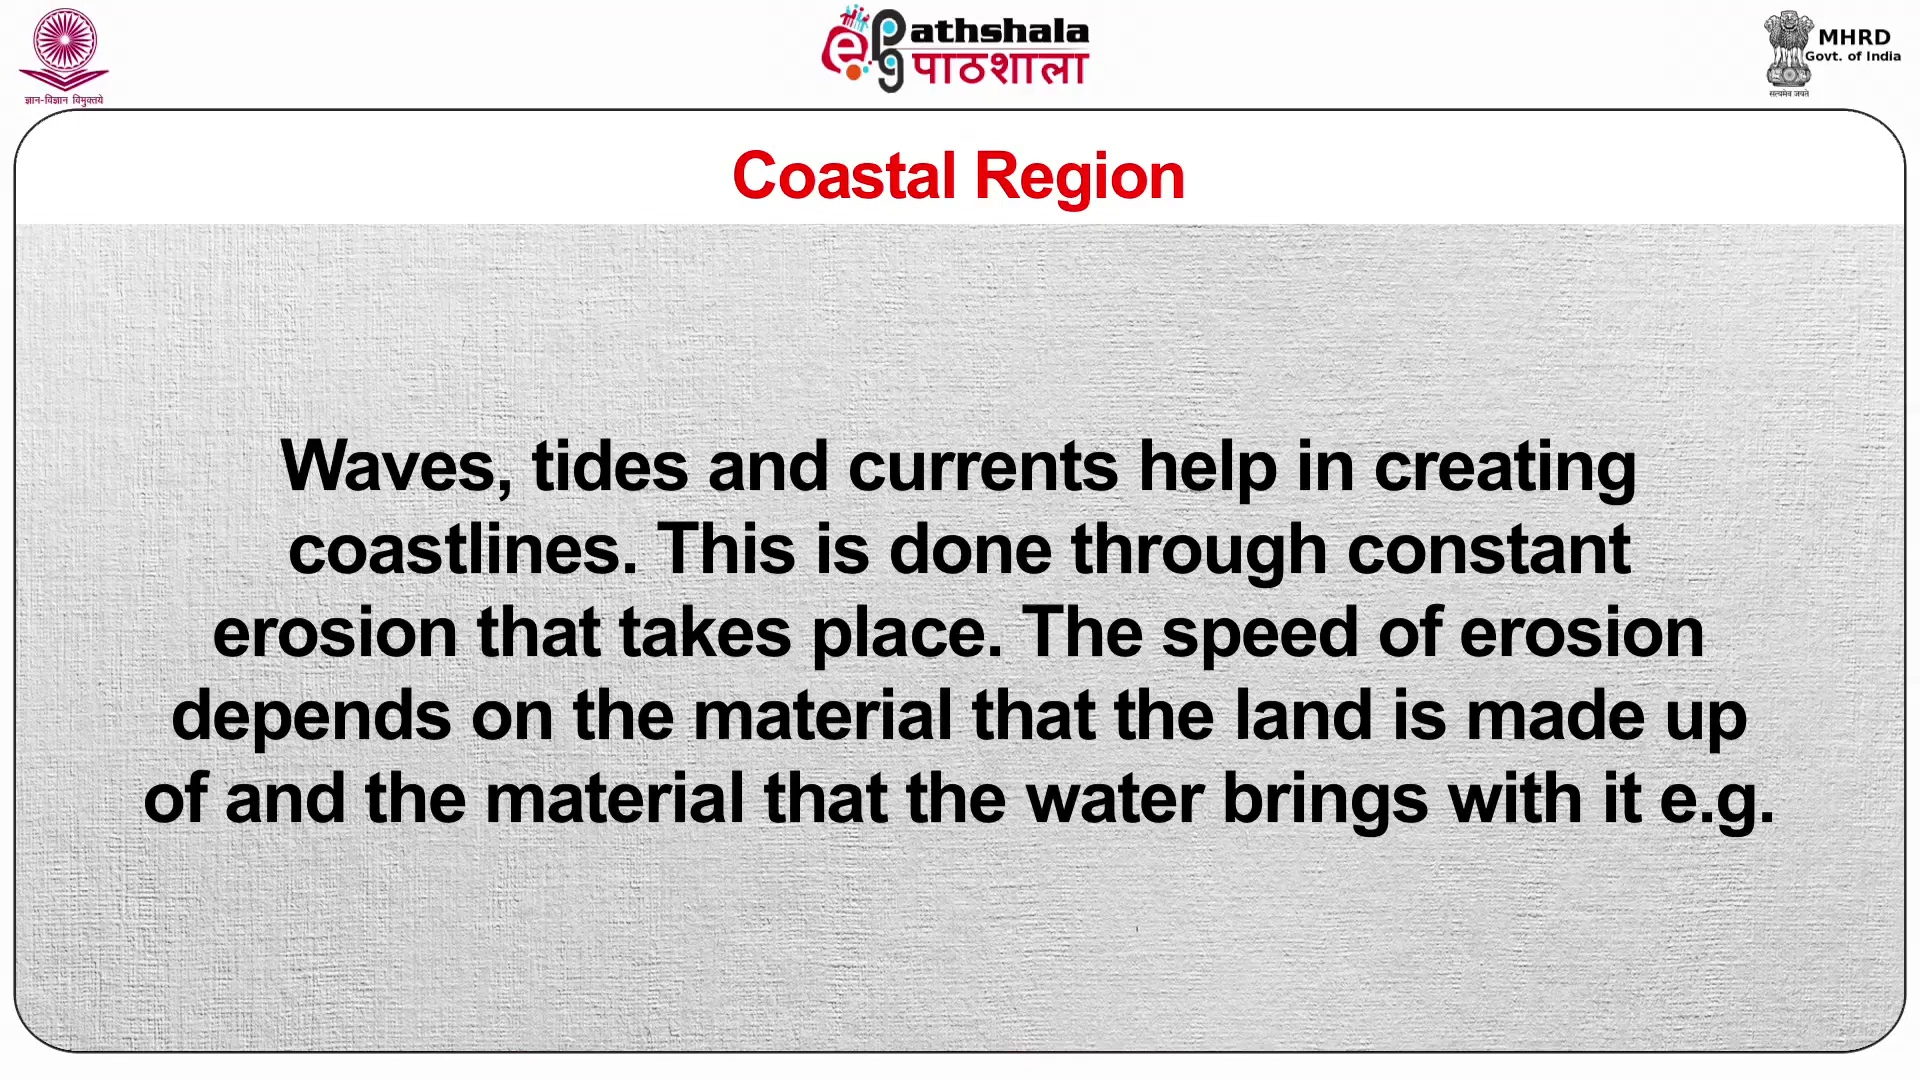 ज्ञान-विज्ञान विमुक्तये
ePathshala
पाठशाला
MHRD
Govt. of India
सत्यमेव जयते
Coastal Region
Waves, tides and currents help in creating
coastlines. This is done through constant
erosion that takes place. The speed of erosion
depends on the material that the land is made up
of and the material that the water brings with it e.g.